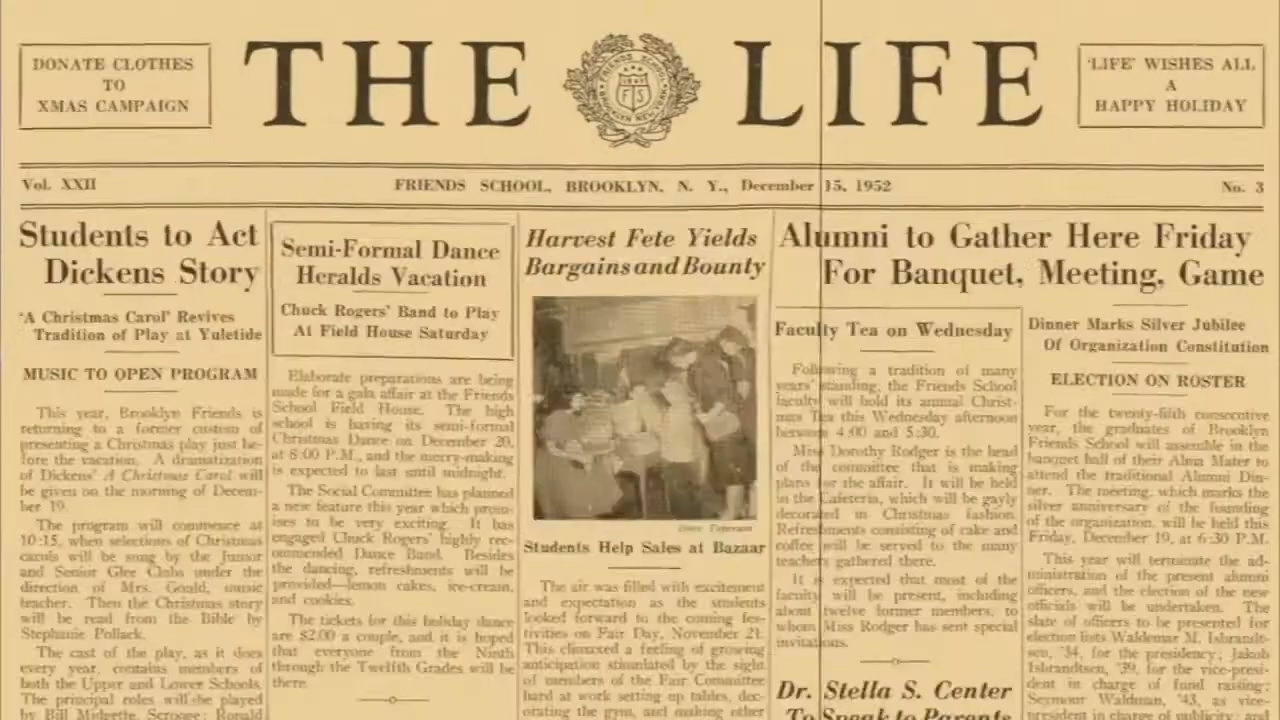 DONATE CLOTHES
TO
XMAS CAMPAIGN
THE LIFE
FRIENDS SCHOOL
1867
F S
BROOKLYN NEW YORK
'LIFE' WISHES ALL
A
HAPPY HOLIDAY
Vol. XXII
FRIENDS SCHOOL, BROOKLYN, N. Y., December 15, 1952
No. 3
Students to Act
Dickens Story
'A Christmas Carol' Revives
Tradition of Play at Yuletide
MUSIC TO OPEN PROGRAM
This year, Brooklyn Friends is
returning to a former custom of
presenting a Christmas play just be-
fore the vacation. A dramatization
of Dickens' A Christmas Carol will
be given on the morning of Decem-
ber 19.
The program will commence at
10:15, when selections of Christmas
carols will be sung by the Junior
and Senior Glee Clubs under the
direction of Mrs. Gould, music
teacher. Then the Christmas story
will be read from the Bible by
Stephanie Pollack.
The cast of the play, as it does
every year, contains members of
both the Upper and Lower Schools.
The principal roles will be played
by Bill Midgette, Scrooge; Ronald
Semi-Formal Dance
Heralds Vacation
Chuck Rogers' Band to Play
At Field House Saturday
Elaborate preparations are being
made for a gala affair at the Friends
School Field House. The high
school is having its semi-formal
Christmas Dance on December 20,
at 8:00 P.M., and the merry-making
is expected to last until midnight.
The Social Committee has planned
a new feature this year which prom-
ises to be very exciting. It has
engaged Chuck Rogers' highly rec-
ommended Dance Band. Besides
the dancing, refreshments will be
provided—lemon cakes, ice-cream,
and cookies.
The tickets for this holiday dance
are $2.00 a couple, and it is hoped
that everyone from the Ninth
through the Twelfth Grades will be
there.
Harvest Fete Yields
Bargains and Bounty
Students Help Sales at Bazaar
The air was filled with excitement
and expectation as the students
looked forward to the coming fes-
tivities on Fair Day, November 21.
This climaxed a feeling of growing
anticipation stimulated by the sight
of members of the Fair Committee
hard at work setting up tables, dec-
orating the gym, and making other
Alumni to Gather Here Friday
For Banquet, Meeting, Game
Faculty Tea on Wednesday
Following a tradition of many
years' standing, the Friends School
faculty will hold its annual Christ-
mas Tea this Wednesday afternoon
between 4:00 and 5:30.
Miss Dorothy Rodger is the head
of the committee that is making
plans for the affair. It will be held
in the Cafeteria, which will be gayly
decorated in Christmas fashion.
Refreshments consisting of cake and
coffee will be served to the many
teachers gathered there.
It is expected that most of the
faculty will be present, including
about twelve former members, to
whom Miss Rodger has sent special
invitations.
Dr. Stella S. Center
To Speak to Parents
Dinner Marks Silver Jubilee
Of Organization Constitution
ELECTION ON ROSTER
For the twenty-fifth consecutive
year, the graduates of Brooklyn
Friends School will assemble in the
banquet hall of their Alma Mater to
attend the traditional Alumni Din-
ner. The meeting, which marks the
silver anniversary of the founding
of the organization, will be held this
Friday, December 19, at 6:30 P.M.
This year will terminate the ad-
ministration of the present alumni
officers, and the election of the new
officials will be undertaken. The
slate of officers to be presented for
election lists Waldemar M. Isbrandt-
sen, '34, for the presidency; Jakob
Isbrandtsen, '39, for the vice-presi-
dent in charge of fund raising;
Seymour Waldman, '43, as vice-
president in charge of publicity and